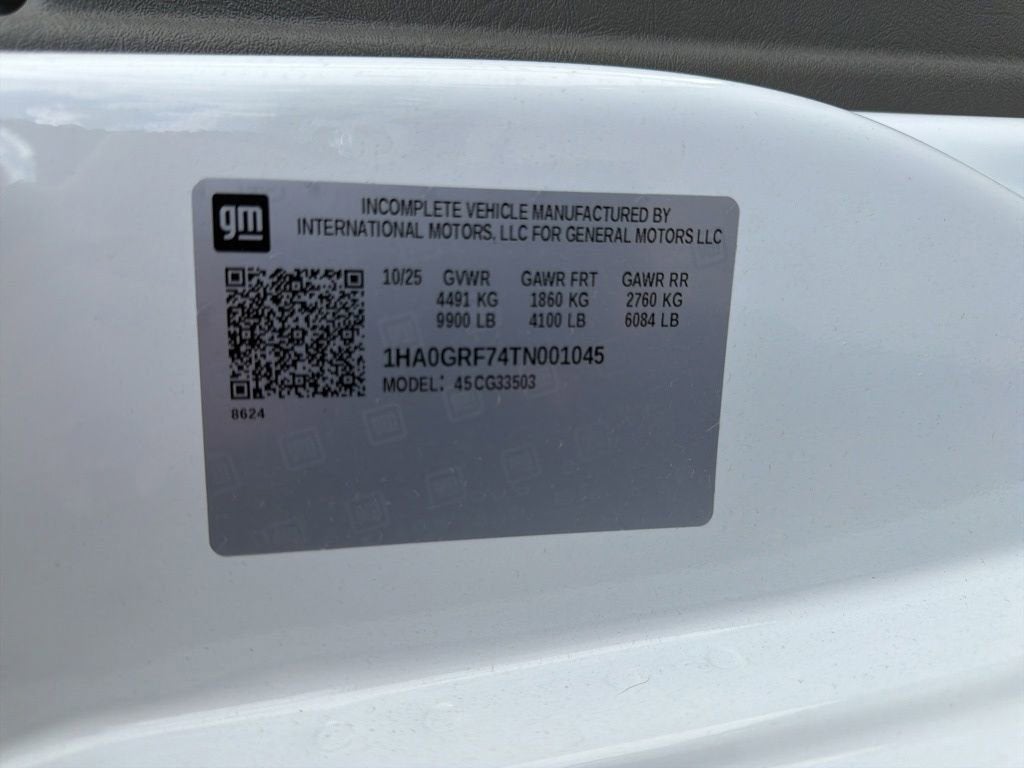 gm
INCOMPLETE VEHICLE MANUFACTURED BY
INTERNATIONAL MOTORS, LLC FOR GENERAL MOTORS LLC
10/25 GVWR GAWR FRT GAWR RR
4491 KG 1860 KG 2760 KG
9900 LB 4100 LB 6084 LB
1HA0GRF74TN001045
MODEL: 45CG33503
8624